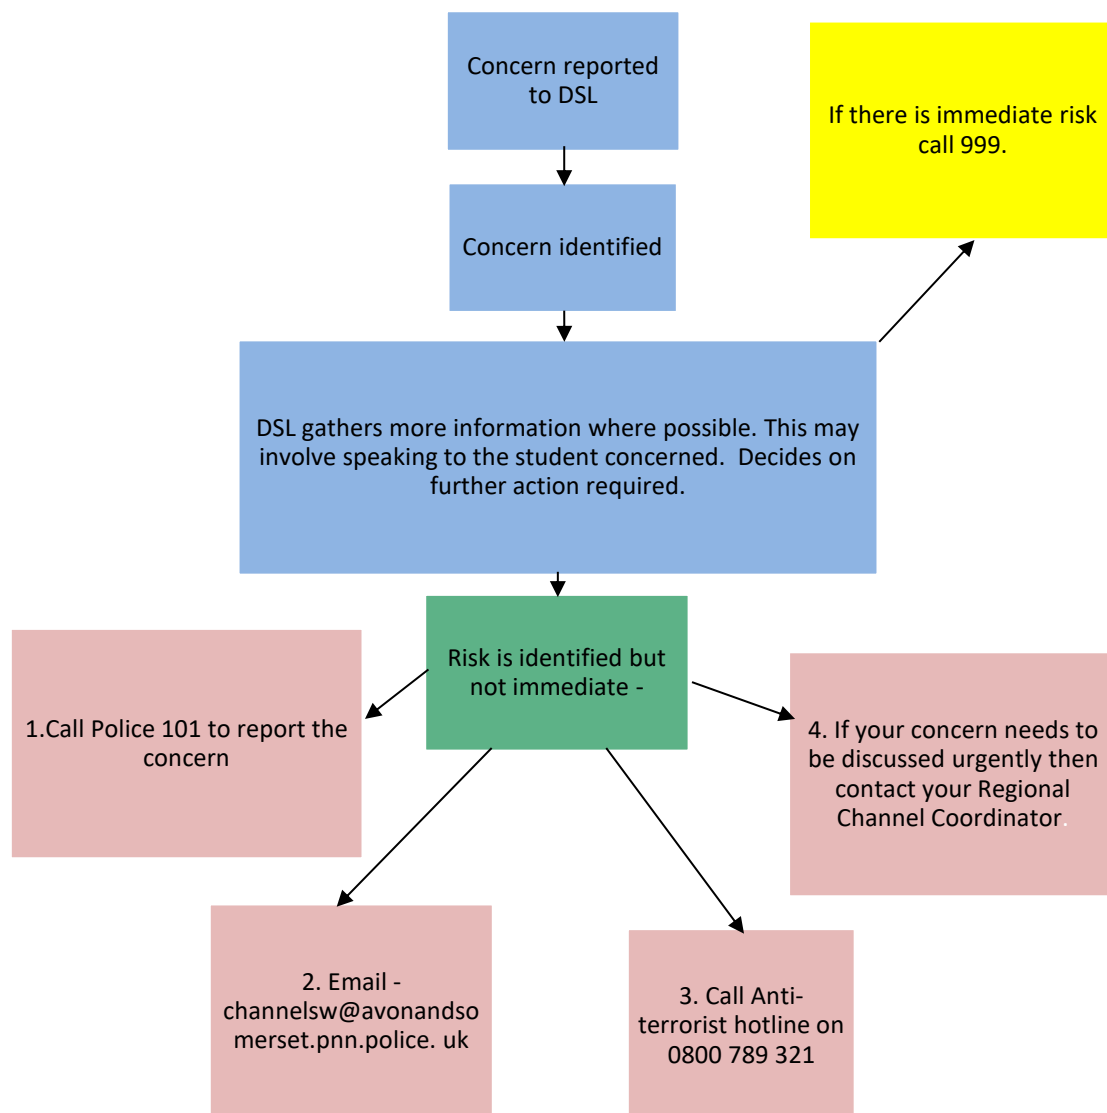 Concern reported
to DSL
If there is immediate risk
call 999.
Concern identified
DSL gathers more information where possible. This may
involve speaking to the student concerned.  Decides on
further action required.
Risk is identified but
not immediate -
1.Call Police 101 to report the
concern
4. If your concern needs to
be discussed urgently then
contact your Regional
Channel Coordinator.
2. Email -
channelsw@avonandso
merset.pnn.police. uk
3. Call Anti-
terrorist hotline on
0800 789 321